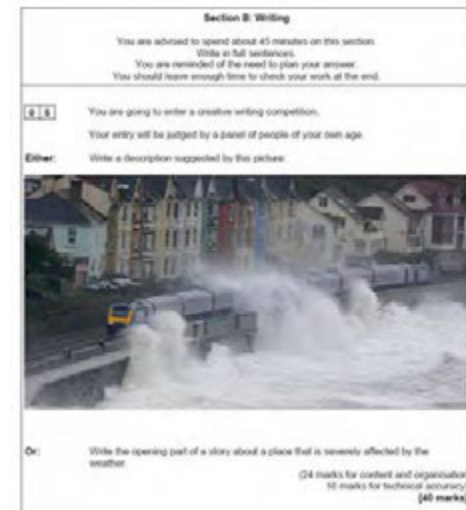 Section B: Writing
You are advised to spend about 45 minutes on this section.
Write in full sentences.
You are reminded of the need to plan your answer.
You should leave enough time to check your work at the end.
0 5
You are going to enter a creative writing competition.
Your entry will be judged by a panel of people of your own age.
Either:
Write a description suggested by this picture:
Or:
Write the opening part of a story about a place that is severely affected by the
weather.
(24 marks for content and organisation
16 marks for technical accuracy)
[40 marks]